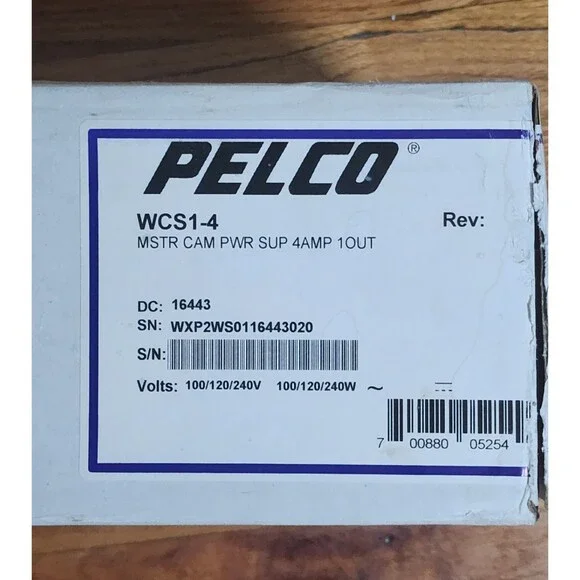 PELCO®
WCS1-4 Rev:
MSTR CAM PWR SUP 4AMP 1OUT
DC: 16443
SN: WXP2WS0116443020
S/N:
Volts: 100/120/240V 100/120/240W ~
7 00880 05254